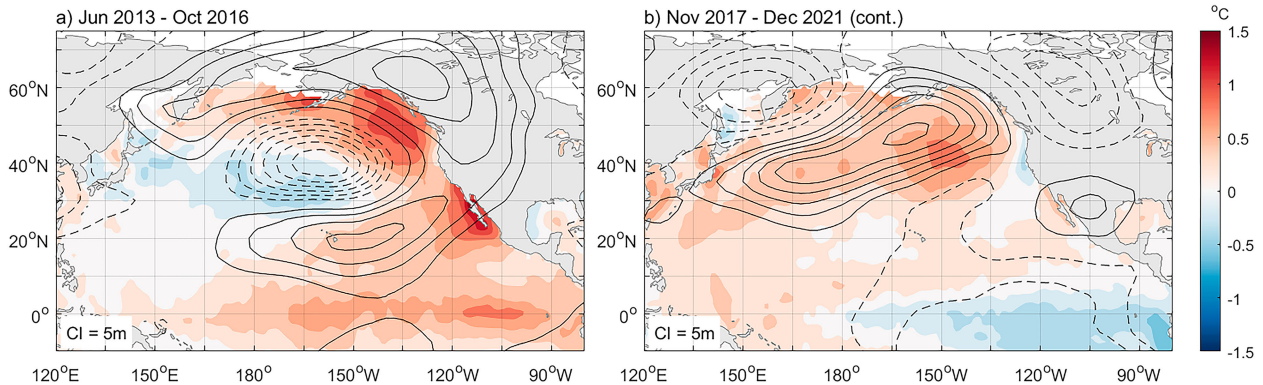 a) Jun 2013 - Oct 2016
b) Nov 2017 - Dec 2021 (cont.)
°C
60°N
40°N
20°N
0°
CI = 5m
120°E
150°E
180°W
150°W
120°W
90°W
CI = 5m
120°E
150°E
180°W
150°W
120°W
90°W
1.5
1
0.5
0
-0.5
-1
-1.5
60°N
40°N
20°N
0°